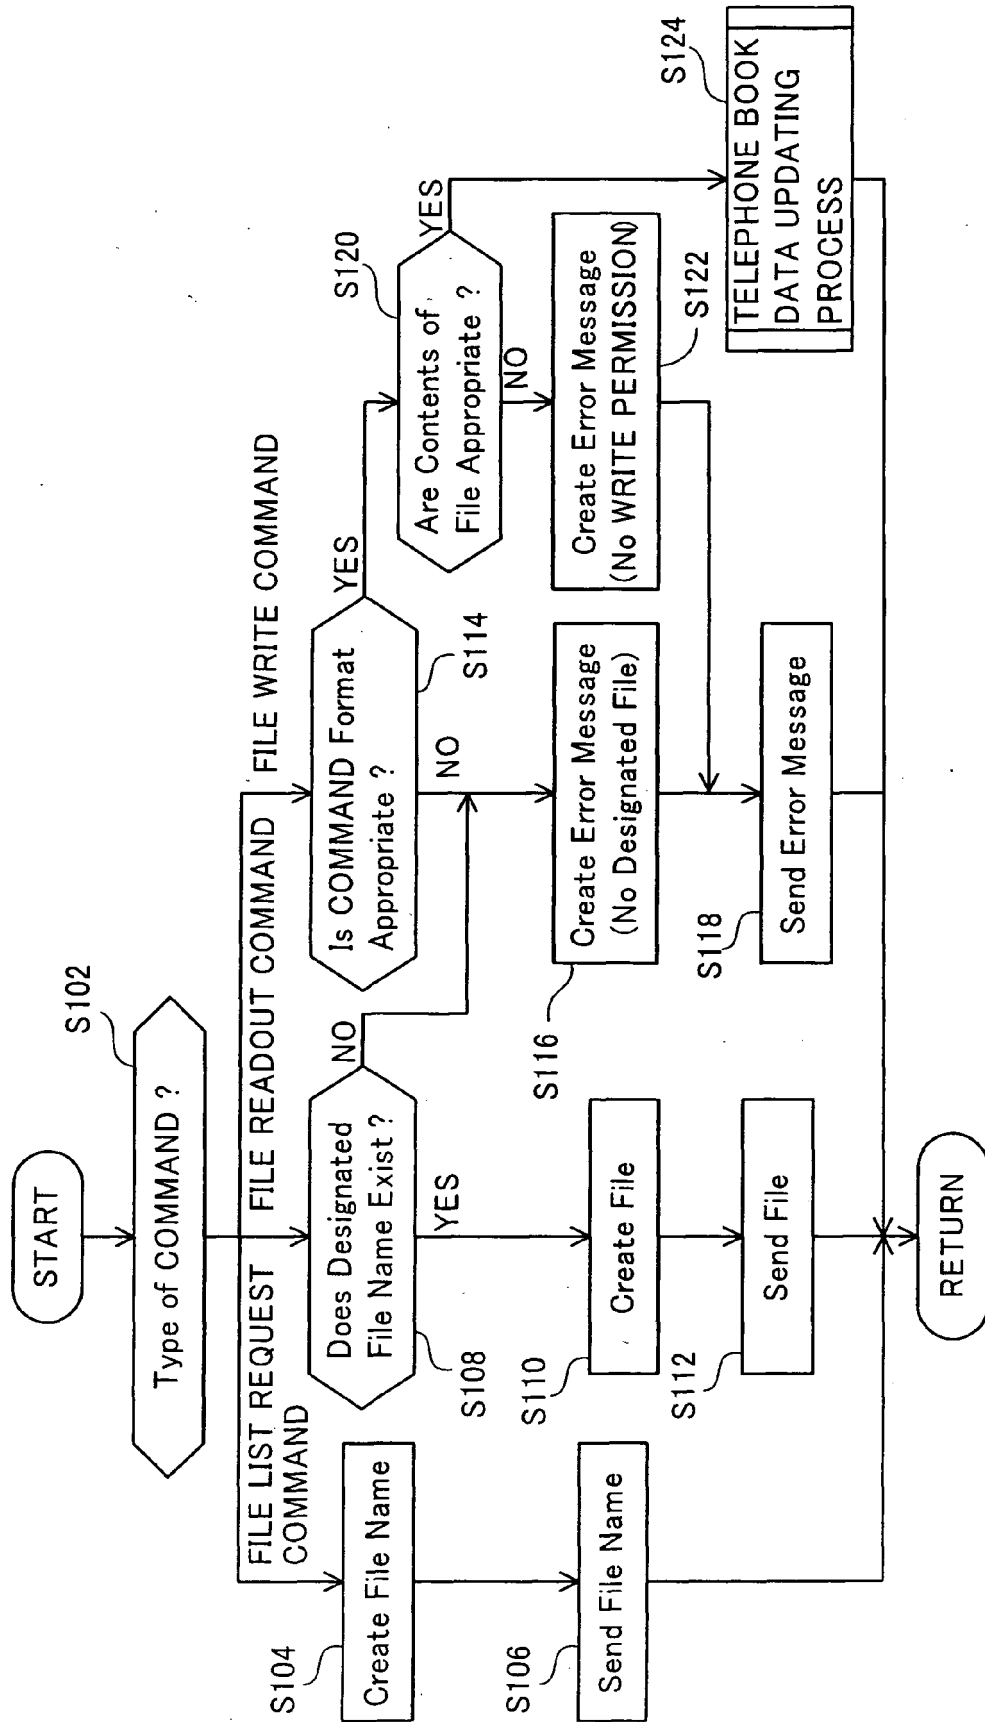 START
S102
Type of COMMAND ?
FILE LIST REQUEST
COMMAND
FILE READOUT COMMAND
FILE WRITE COMMAND
S104
Create File Name
S106
Send File Name
Does Designated
File Name Exist ?
S108
NO
YES
S110
Create File
S112
Send File
Is COMMAND Format
Appropriate ?
S114
YES
NO
S116
Create Error Message
(No Designated File)
S118
Send Error Message
S120
Are Contents of
File Appropriate ?
YES
NO
Create Error Message
(No WRITE PERMISSION)
S122
S124
TELEPHONE BOOK
DATA UPDATING
PROCESS
RETURN